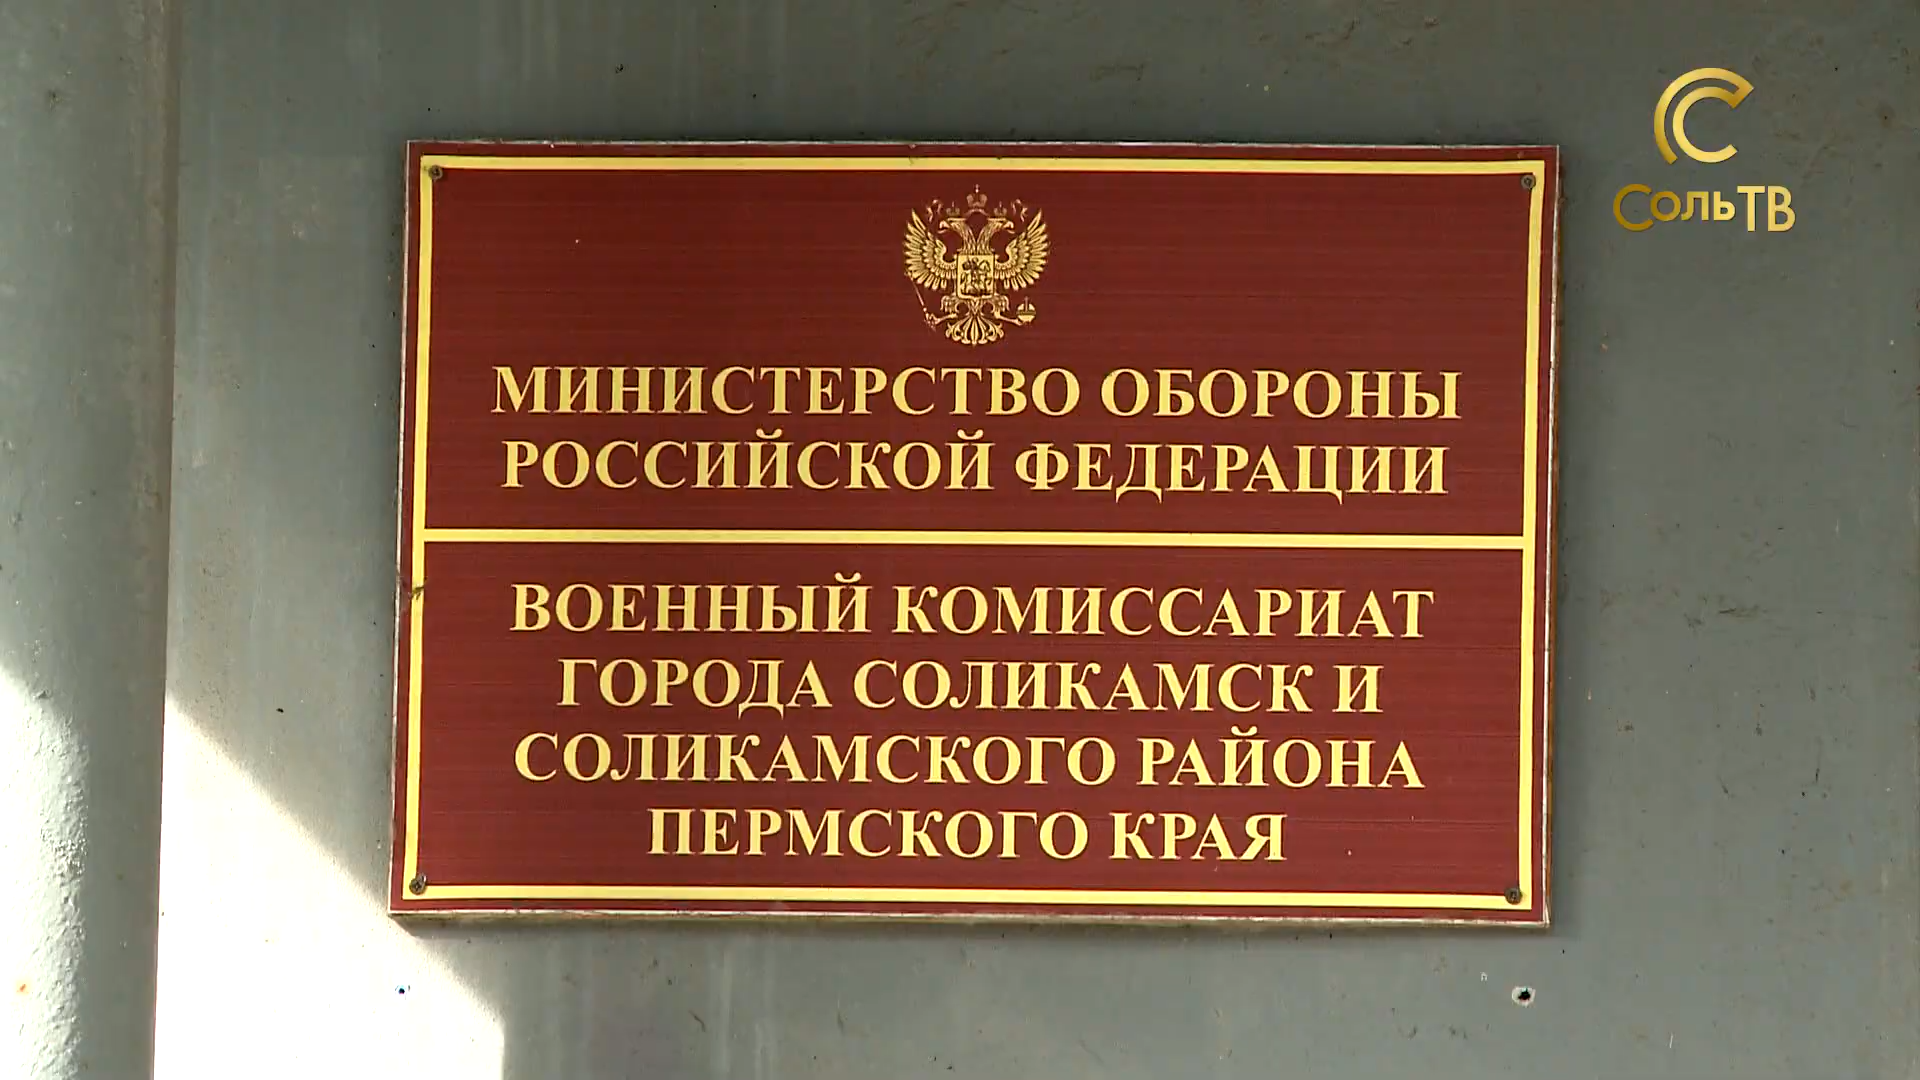 СольТВ
МИНИСТЕРСТВО ОБОРОНЫ
РОССИЙСКОЙ ФЕДЕРАЦИИ
ВОЕННЫЙ КОМИССАРИАТ
ГОРОДА СОЛИКАМСК И
СОЛИКАМСКОГО РАЙОНА
ПЕРМСКОГО КРАЯ